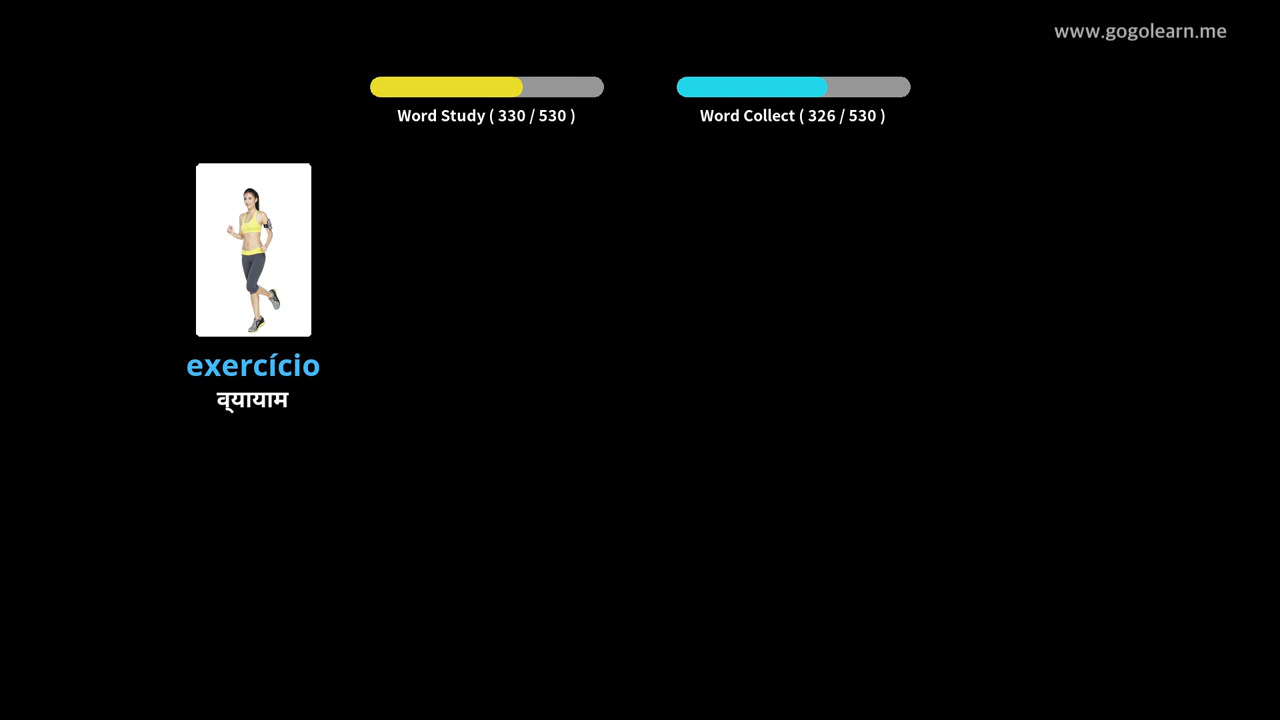 www.gogolearn.me
Word Study ( 330 / 530 )
Word Collect ( 326 / 530 )
exercício
व्यायाम